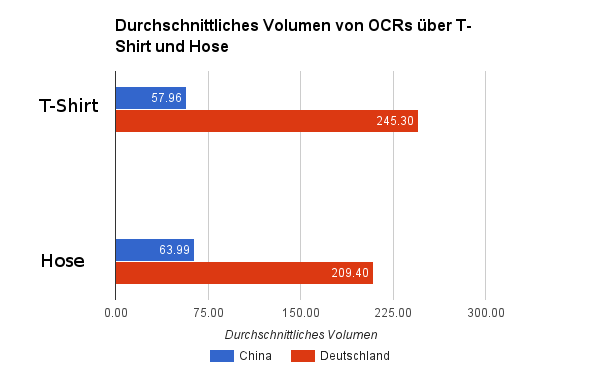 Durchschnittliches Volumen von OCRs über T-
Shirt und Hose
T-Shirt
57.96
245.30
Hose
63.99
209.40
0.00 75.00 150.00 225.00 300.00
Durchschnittliches Volumen
China Deutschland